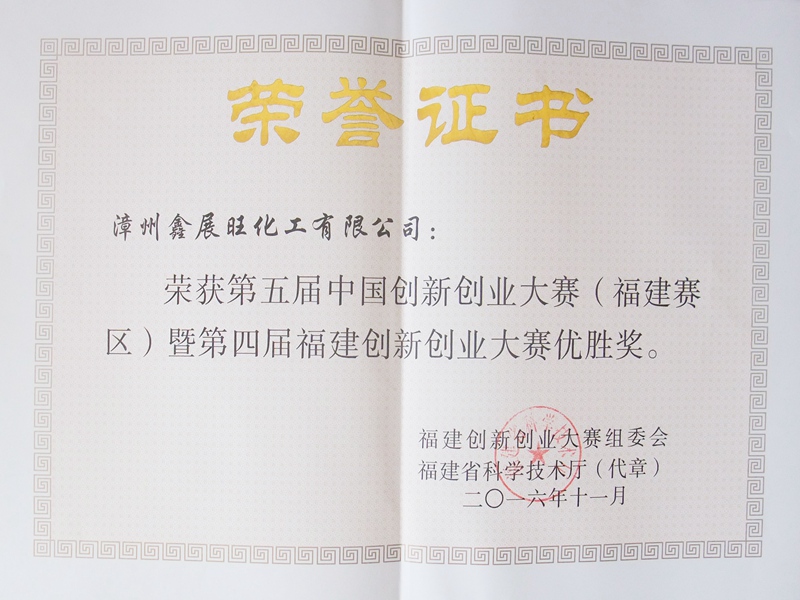 荣誉证书
漳州鑫展旺化工有限公司：
荣获第五届中国创新创业大赛（福建赛
区）暨第四届福建创新创业大赛优胜奖。
福建创新创业大赛组委会
福建省科学技术厅（代章）
二〇一六年十一月